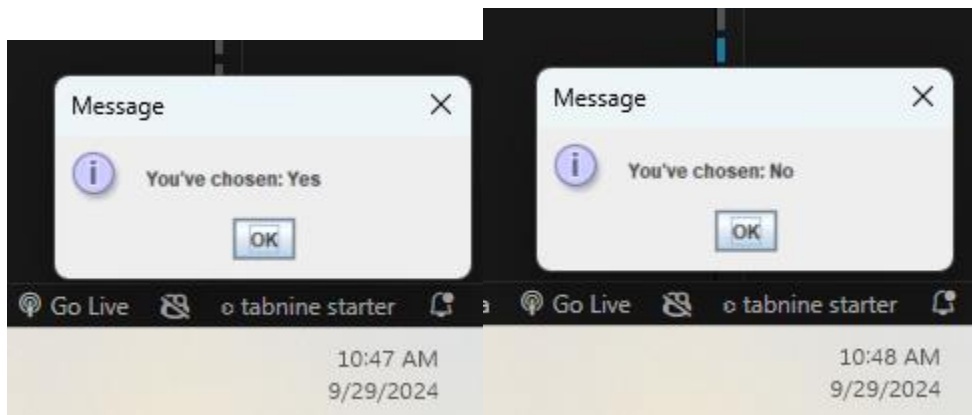 Message
You've chosen: Yes
OK
Go Live
tabnine starter
10:47 AM
9/29/2024
Message
You've chosen: No
OK
Go Live
tabnine starter
10:48 AM
9/29/2024